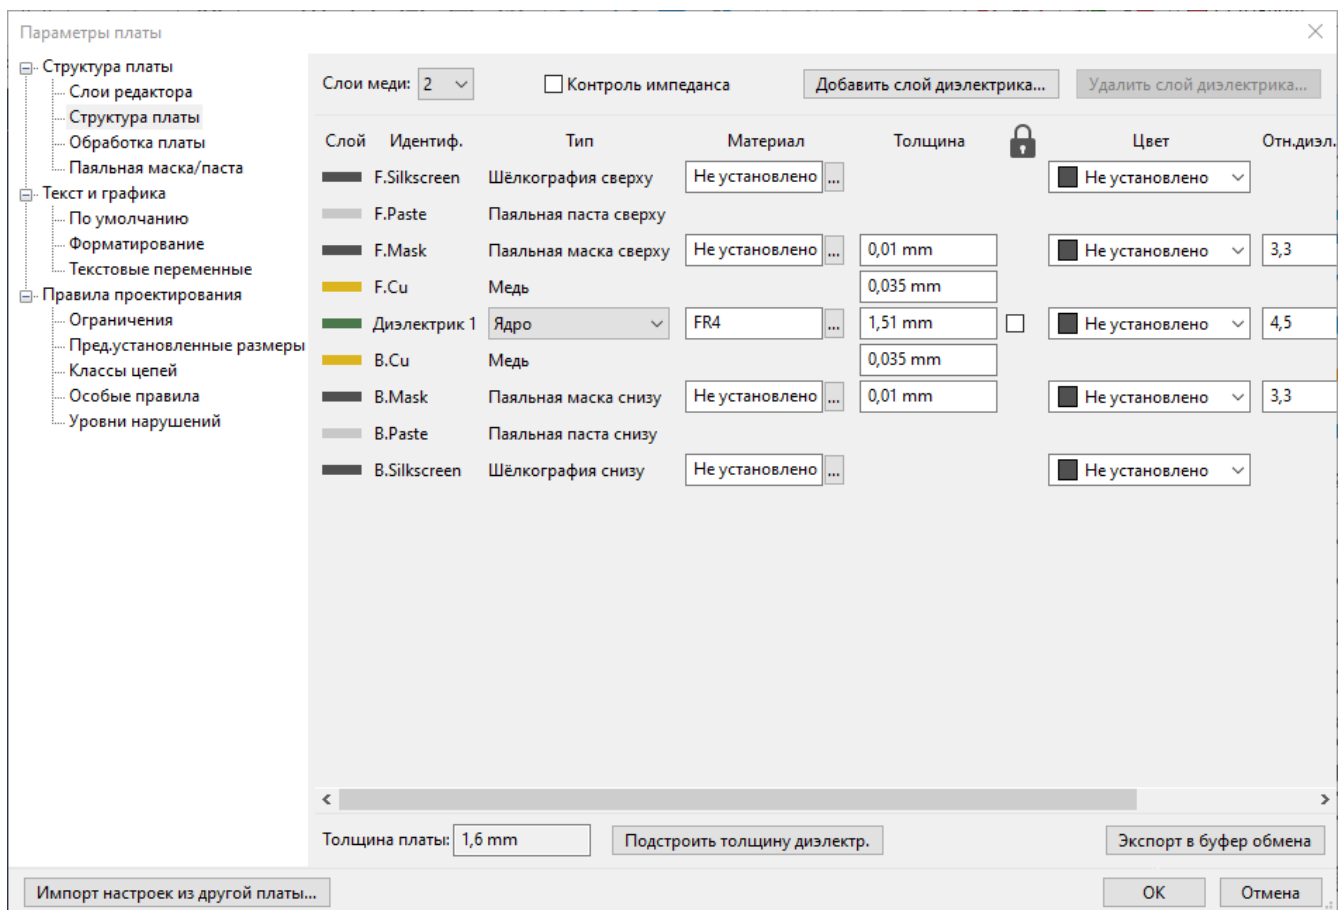 Параметры платы
Структура платы
Слои редактора
Структура платы
Обработка платы
Паяльная маска/паста
Текст и графика
По умолчанию
Форматирование
Текстовые переменные
Правила проектирования
Ограничения
Пред.установленные размеры
Классы цепей
Особые правила
Уровни нарушений
Слои меди: 2 Контроль импеданса Добавить слой диэлектрика... Удалить слой диэлектрика...
Слой Идентиф. Тип Материал Толщина Цвет Отн.диэл.
F.Silkscreen Шёлкография сверху Не установлено ... Не установлено
F.Paste Паяльная паста сверху
F.Mask Паяльная маска сверху Не установлено ... 0,01 mm Не установлено 3,3
F.Cu Медь 0,035 mm
Диэлектрик 1 Ядро FR4 ... 1,51 mm Не установлено 4,5
B.Cu Медь 0,035 mm
B.Mask Паяльная маска снизу Не установлено ... 0,01 mm Не установлено 3,3
B.Paste Паяльная паста снизу
B.Silkscreen Шёлкография снизу Не установлено ... Не установлено
Толщина платы: 1,6 mm Подстроить толщину диэлектр. Экспорт в буфер обмена
Импорт настроек из другой платы... ОК Отмена